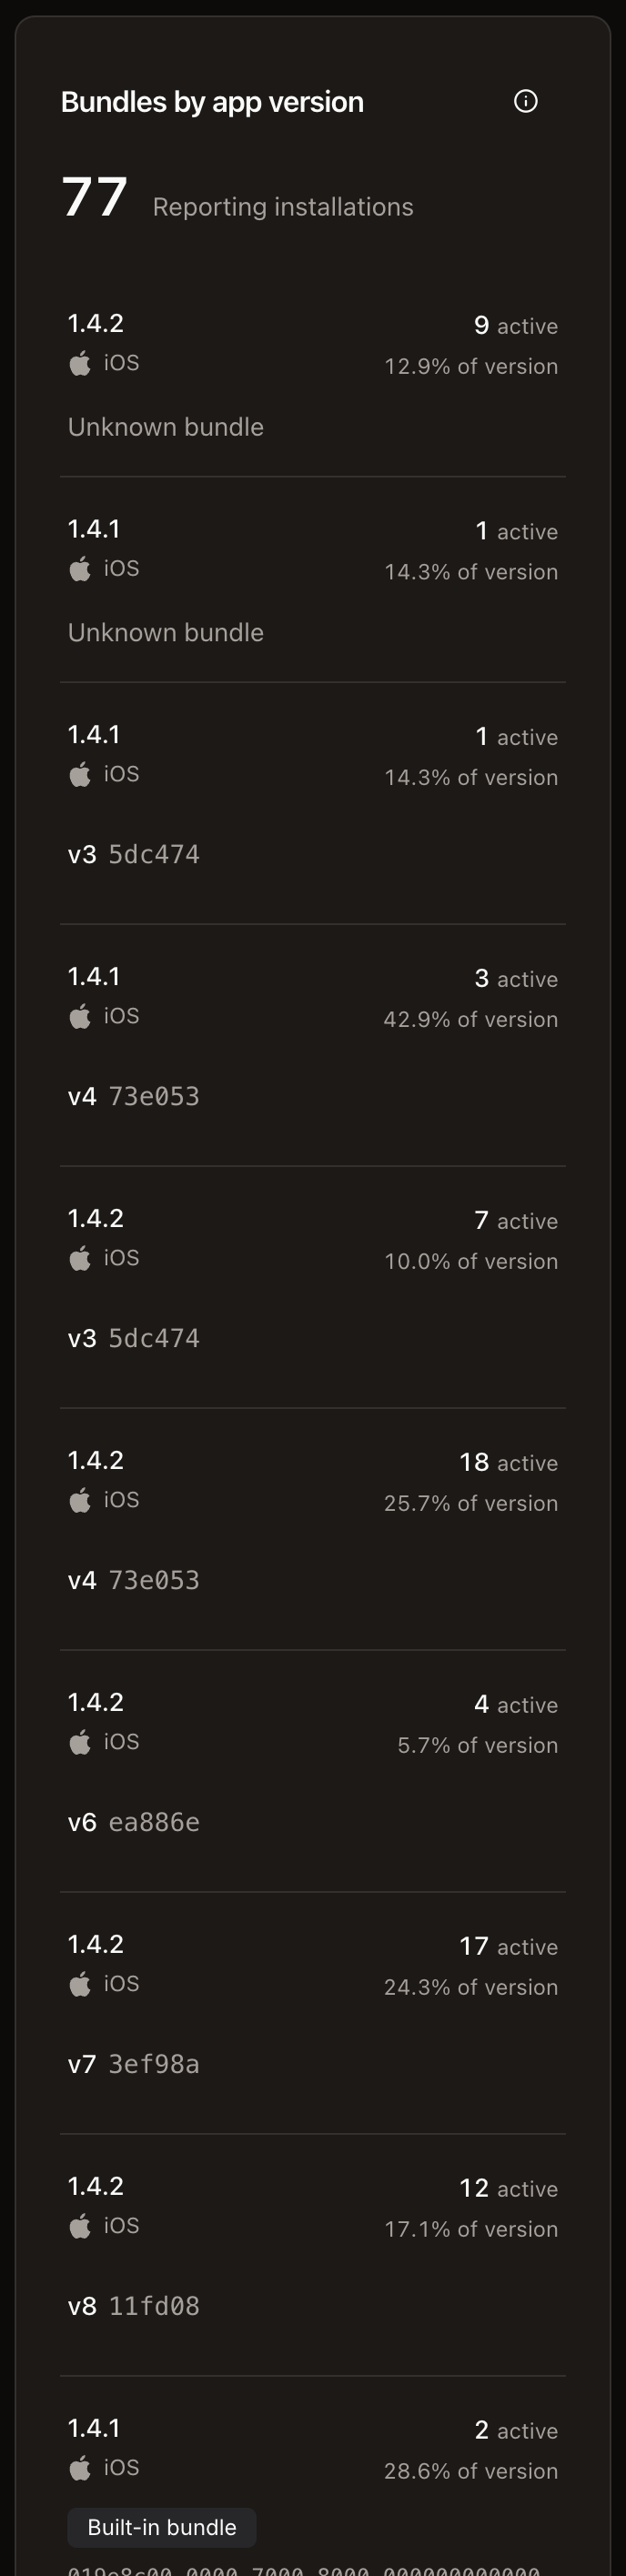 Bundles by app version
77 Reporting installations
1.4.2
9 active
iOS
12.9% of version
Unknown bundle
1.4.1
1 active
iOS
14.3% of version
Unknown bundle
1.4.1
1 active
iOS
14.3% of version
v3 5dc474
1.4.1
3 active
iOS
42.9% of version
v4 73e053
1.4.2
7 active
iOS
10.0% of version
v3 5dc474
1.4.2
18 active
iOS
25.7% of version
v4 73e053
1.4.2
4 active
iOS
5.7% of version
v6 ea886e
1.4.2
17 active
iOS
24.3% of version
v7 3ef98a
1.4.2
12 active
iOS
17.1% of version
v8 11fd08
1.4.1
2 active
iOS
28.6% of version
Built-in bundle